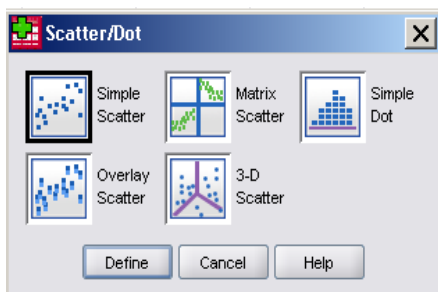 Scatter/Dot
Simple
Scatter
Matrix
Scatter
Simple
Dot
Overlay
Scatter
3-D
Scatter
Define
Cancel
Help